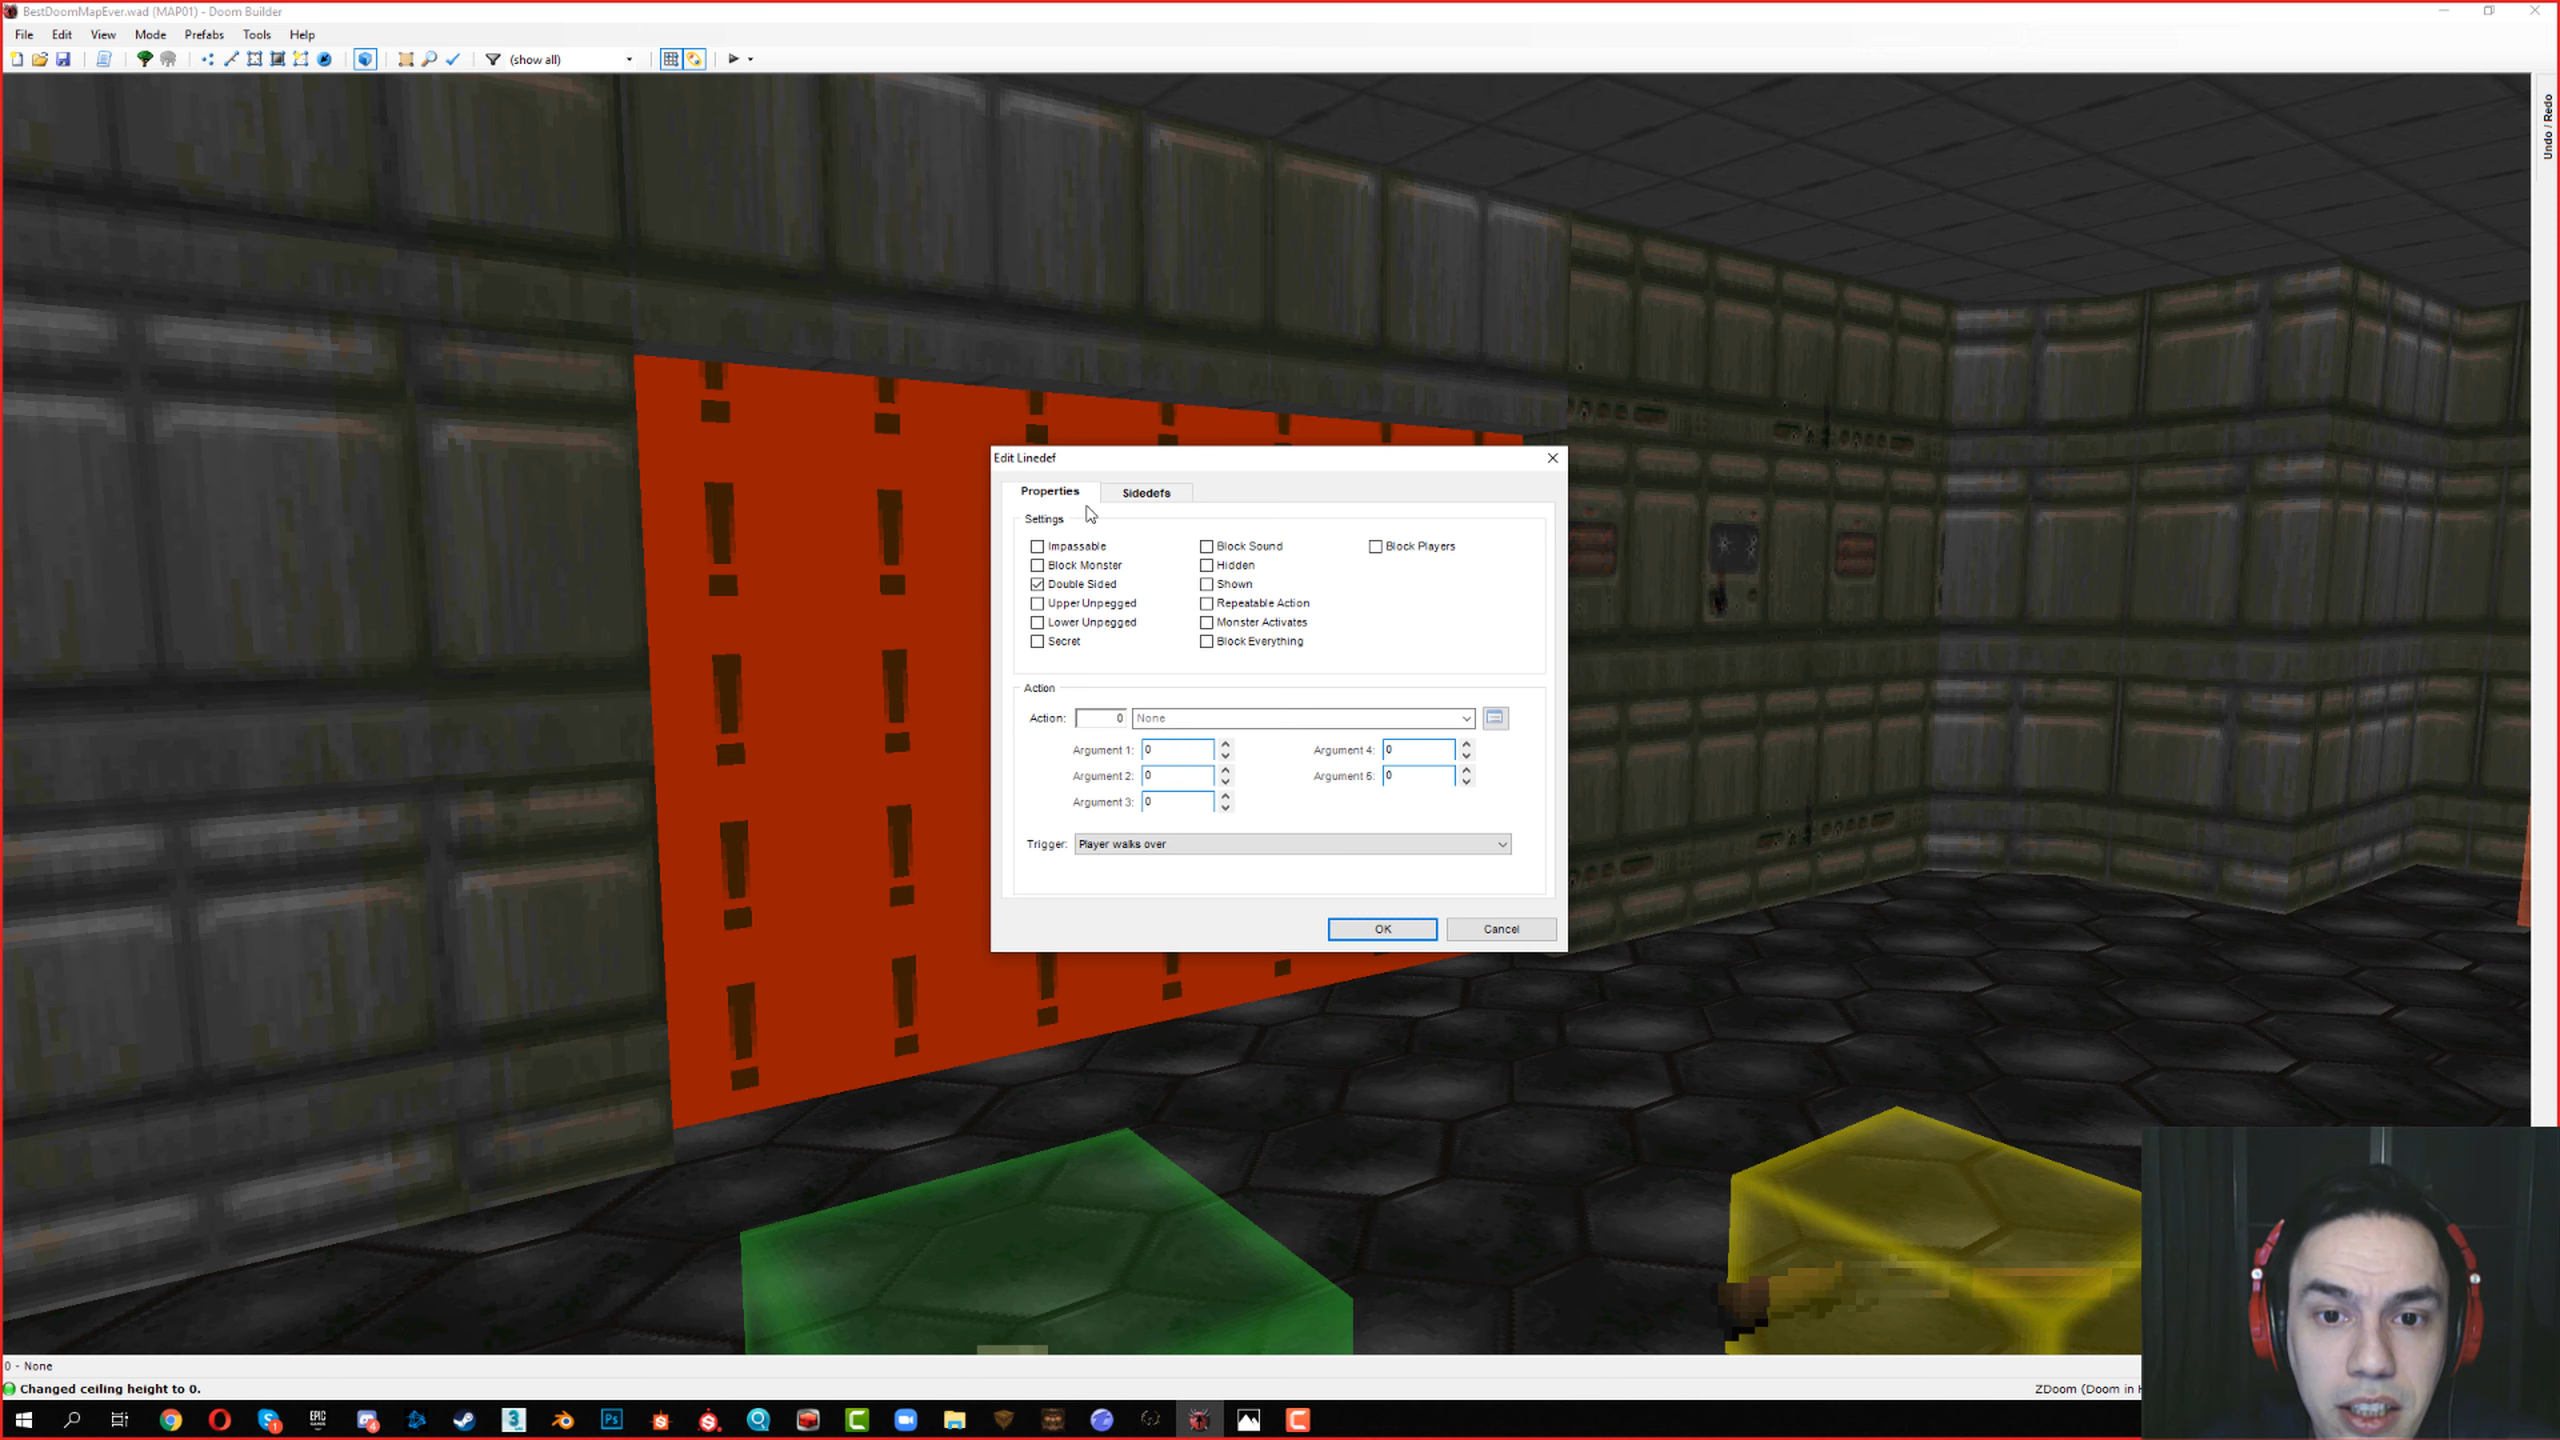 BestDoomMapEver.wad (MAP01) - Doom Builder
File Edit View Mode Prefabs Tools Help
(show all)
Undo / Redo
Edit Linedef
Properties Sidedefs
Settings
Impassable Block Sound Block Players
Block Monster Hidden
Double Sided Shown
Upper Unpegged Repeatable Action
Lower Unpegged Monster Activates
Secret Block Everything
Action
Action: 0 None
Argument 1: 0 Argument 4: 0
Argument 2: 0 Argument 5: 0
Argument 3: 0
Trigger: Player walks over
OK Cancel
0 - None
Changed ceiling height to 0.
ZDoom (Doom in H
EPIC
GAMES
Ps